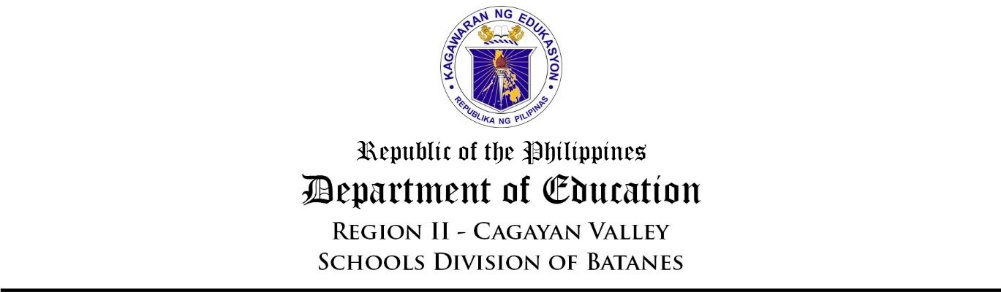 KAGAWARAN NG EDUKASYON
REPUBLIKA NG PILIPINAS
Republic of the Philippines
Department of Education
REGION II - CAGAYAN VALLEY
SCHOOLS DIVISION OF BATANES